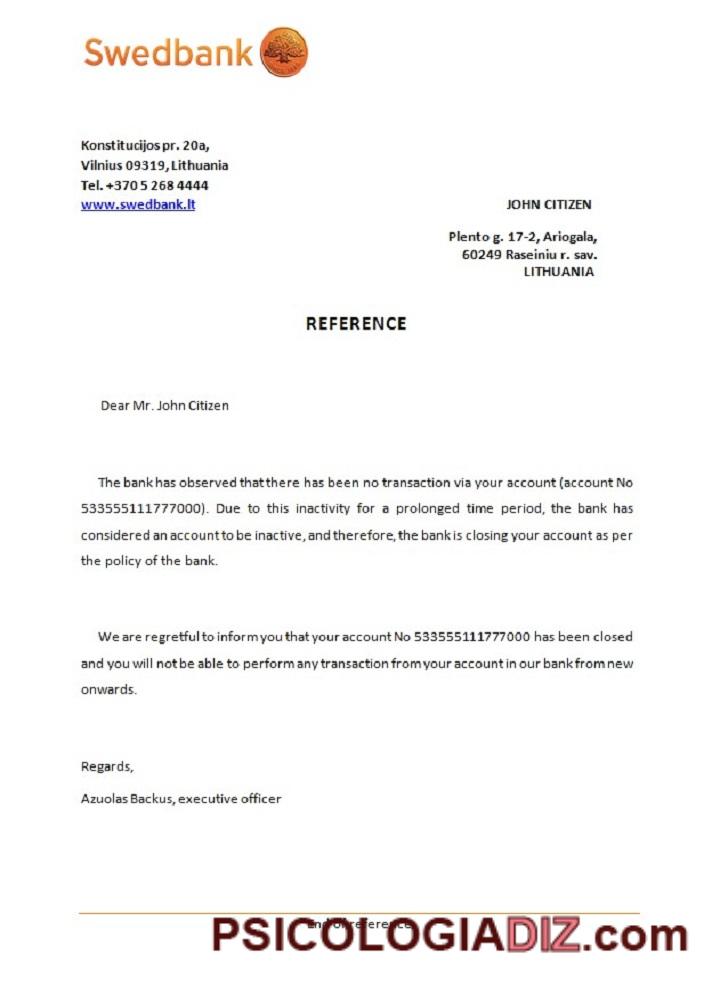 Swedbank
Konstitucijos pr. 20a,
Vilnius 09319, Lithuania
Tel. +370 5 268 4444
www.swedbank.lt
JOHN CITIZEN
Plento g. 17-2, Ariogala,
60249 Raseiniu r. sav.
LITHUANIA
REFERENCE
Dear Mr. John Citizen
The bank has observed that there has been no transaction via your account (account No
533555111777000). Due to this inactivity for a prolonged time period, the bank has
considered an account to be inactive, and therefore, the bank is closing your account as per
the policy of the bank.
We are regretful to inform you that your account No 533555111777000 has been closed
and you will not be able to perform any transaction from your account in our bank from new
onwards.
Regards,
Azuolas Backus, executive officer
End of reference
PSICOLOGIADIZ.com